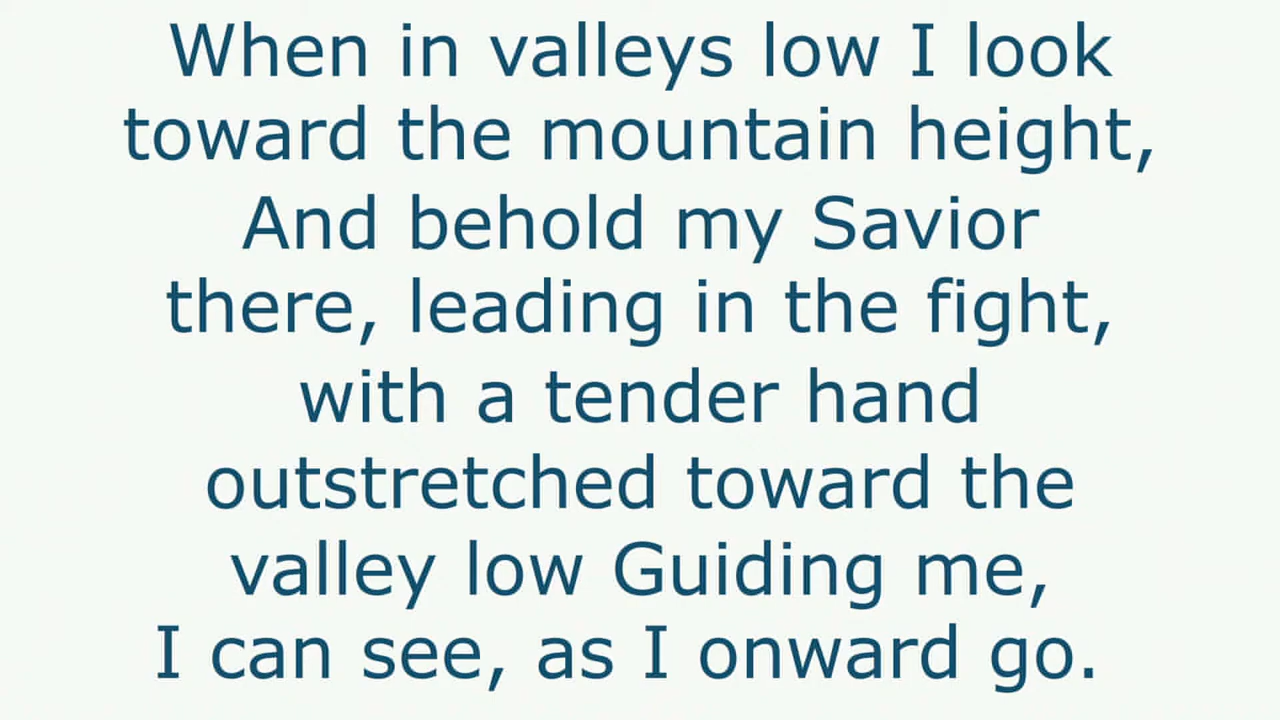 When in valleys low I look
toward the mountain height,
And behold my Savior
there, leading in the fight,
with a tender hand
outstretched toward the
valley low Guiding me,
I can see, as I onward go.